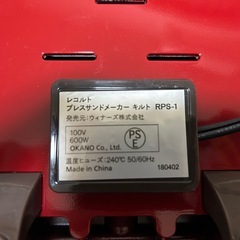 レコルト
プレスサンドメーカー キルト RPS-1
発売元:ウィナーズ株式会社
100V
600W
OKANO Co., Ltd.
PS
E
温度ヒューズ:240℃ 50/60Hz
Made in China
180402